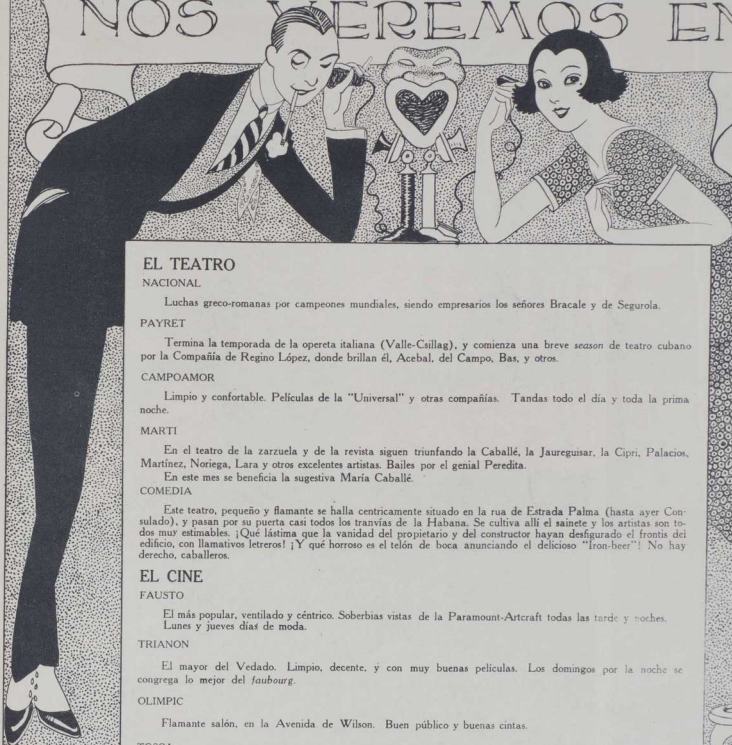 NOS VEREMOS EN
EL TEATRO
NACIONAL
Luchas greco-romanas por campeones mundiales, siendo empresarios los señores Bracale y de Segurola.
PAYRET
Termina la temporada de la opereta italiana (Valle-Csillag), y comienza una breve season de teatro cubano
por la Compañía de Regino López, donde brillan él, Acebal, del Campo, Bas, y otros.
CAMPOAMOR
Limpio y confortable. Películas de la "Universal" y otras compañías. Tandas todo el día y toda la prima
noche.
MARTI
En el teatro de la zarzuela y de la revista siguen triunfando la Caballé, la Jaureguisar, la Cipri, Palacios,
Martínez, Noriega, Lara y otros excelentes artistas. Bailes por el genial Peredita.
En este mes se beneficia la sugestiva María Caballé.
COMEDIA
Este teatro, pequeño y flamante se halla centricamente situado en la rua de Estrada Palma (hasta ayer Con-
sulado), y pasan por su puerta casi todos los tranvías de la Habana. Se cultiva allí el sainete y los artistas son to-
dos muy estimables. ¡Qué lástima que la vanidad del propietario y del constructor hayan desfigurado el frontis del
edificio, con llamativos letreros! ¡Y qué horroso es el telón de boca anunciando el delicioso "Iron-beer"! No hay
derecho, caballeros.
EL CINE
FAUSTO
El más popular, ventilado y céntrico. Soberbias vistas de la Paramount-Artcraft todas las tarde y noches.
Lunes y jueves días de moda.
TRIANON
El mayor del Vedado. Limpio, decente, y con muy buenas películas. Los domingos por la noche se
congrega lo mejor del faubourg.
OLIMPIC
Flamante salón, en la Avenida de Wilson. Buen público y buenas cintas.